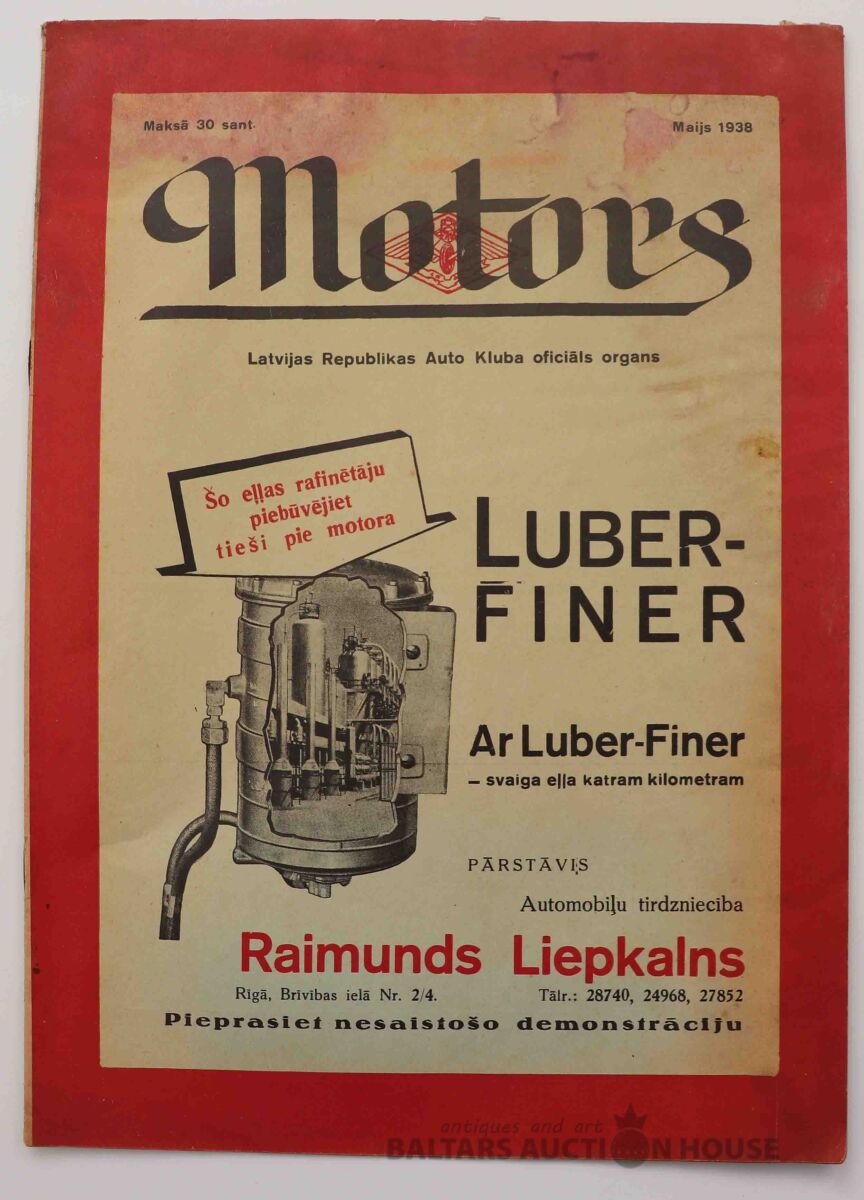 Maksā 30 sant.
Maijs 1938
Motors
Latvijas Republikas Auto Kluba oficiāls organs
Šo eļļas rafinētāju
piebūvējiet
tieši pie motora
LUBER-
FINER
Ar Luber-Finer
– svaiga eļļa katram kilometram
PĀRSTĀVIS
Automobiļu tirdzniecība
Raimunds Liepkalns
Rīgā, Brīvības ielā Nr. 2/4.
Tālr.: 28740, 24968, 27852
Pieprasiet nesaistošo demonstrāciju
antiques and art
BALTARS AUCTION HOUSE